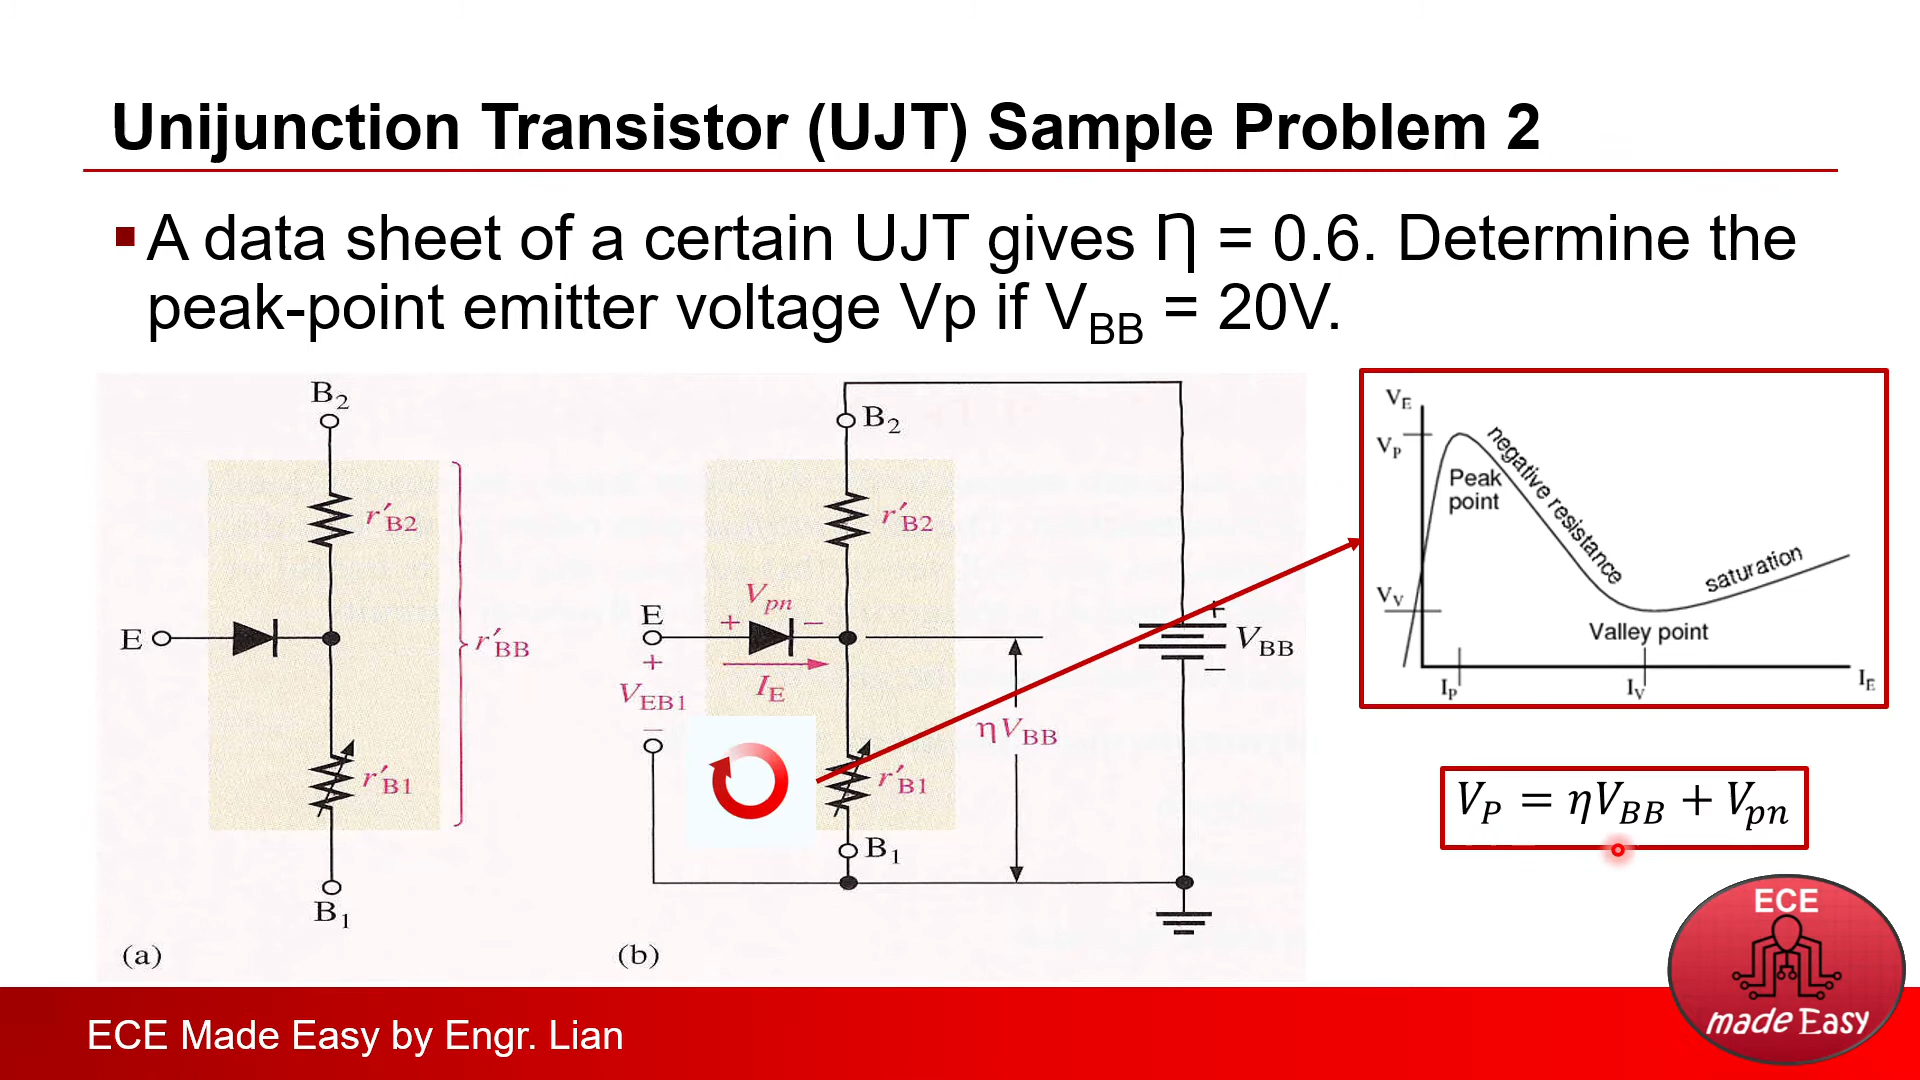 Unijunction Transistor (UJT) Sample Problem 2
A data sheet of a certain UJT gives Ƞ = 0.6. Determine the
peak-point emitter voltage Vp if V_BB = 20V.
B₂
r′B2
E
r′BB
r′B1
B₁
(a)
B₂
r′B2
V_pn
E
+ −
+
V_EB1
−
I_E
ηV_BB
r′B1
B₁
+
V_BB
−
(b)
V_E
V_P
Peak
point
negative resistance
saturation
V_V
Valley point
I_P
I_V
I_E
V_P = ηV_BB + V_pn
ECE
made Easy
ECE Made Easy by Engr. Lian